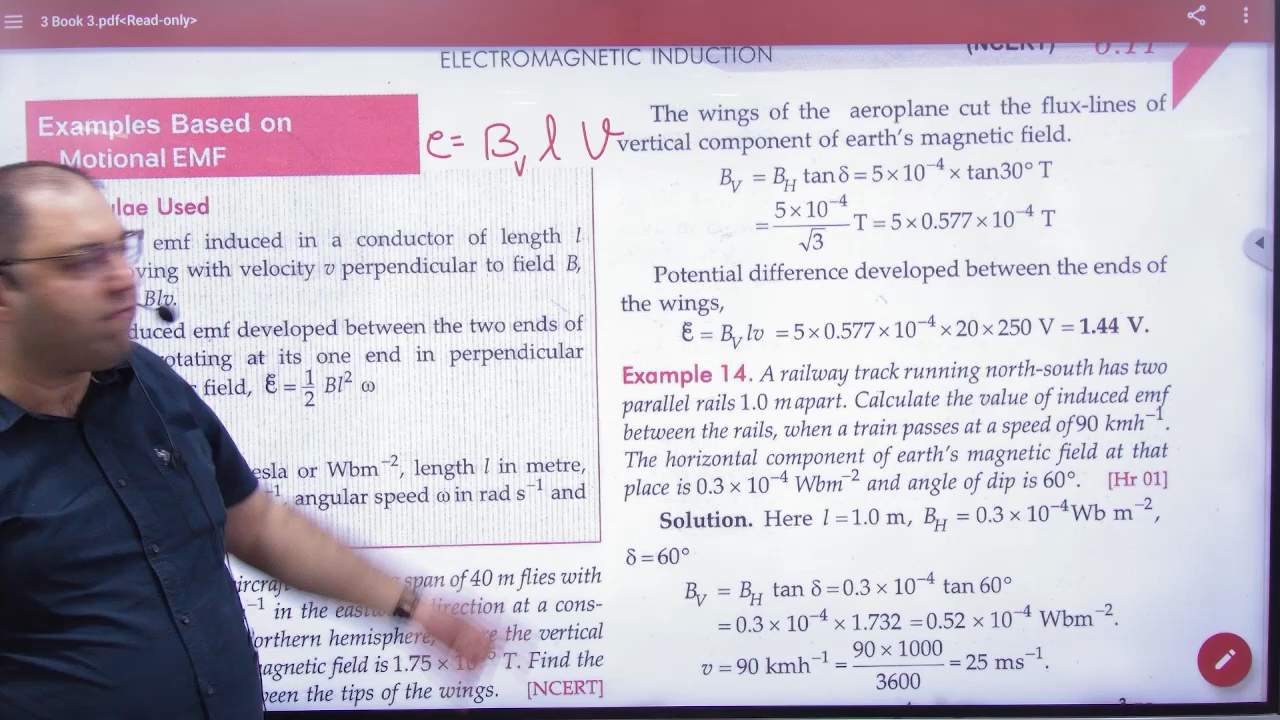 3 Book 3.pdf<Read-only>
ELECTROMAGNETIC INDUCTION
(NCERT) 6.11
Examples Based on
Motional EMF
e = B_V l v
lae Used
emf induced in a conductor of length l
ving with velocity v perpendicular to field B,
Blv.
duced emf developed between the two ends of
otating at its one end in perpendicular
field, ℰ = 1/2 Bl² ω
esla or Wbm⁻², length l in metre,
⁻¹, angular speed ω in rad s⁻¹ and
ircra span of 40 m flies with
⁻¹ in the east direction at a cons-
orthern hemisphere, the vertical
agnetic field is 1.75 × 10 T. Find the
een the tips of the wings. [NCERT]
The wings of the aeroplane cut the flux-lines of
vertical component of earth's magnetic field.
B_V = B_H tan δ = 5 × 10⁻⁴ × tan 30° T
= 5 × 10⁻⁴/√3 T = 5 × 0.577 × 10⁻⁴ T
Potential difference developed between the ends of
the wings,
ℰ = B_V lv = 5 × 0.577 × 10⁻⁴ × 20 × 250 V = 1.44 V.
Example 14. A railway track running north-south has two
parallel rails 1.0 m apart. Calculate the value of induced emf
between the rails, when a train passes at a speed of 90 kmh⁻¹.
The horizontal component of earth's magnetic field at that
place is 0.3 × 10⁻⁴ Wbm⁻² and angle of dip is 60°. [Hr 01]
Solution. Here l = 1.0 m, B_H = 0.3 × 10⁻⁴ Wb m⁻²,
δ = 60°
B_V = B_H tan δ = 0.3 × 10⁻⁴ tan 60°
= 0.3 × 10⁻⁴ × 1.732 = 0.52 × 10⁻⁴ Wbm⁻².
v = 90 kmh⁻¹ = 90 × 1000/3600 = 25 ms⁻¹.